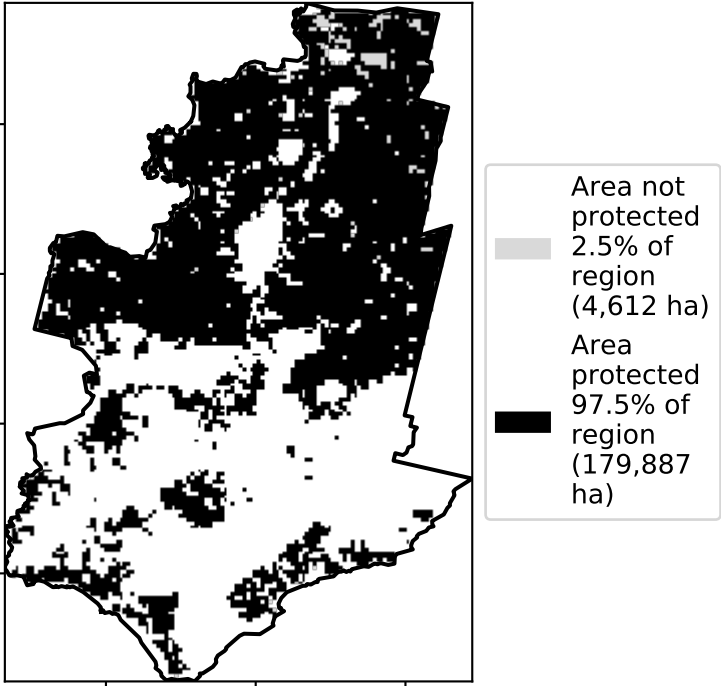 Area not
protected
2.5% of
region
(4,612 ha)
Area
protected
97.5% of
region
(179,887
ha)